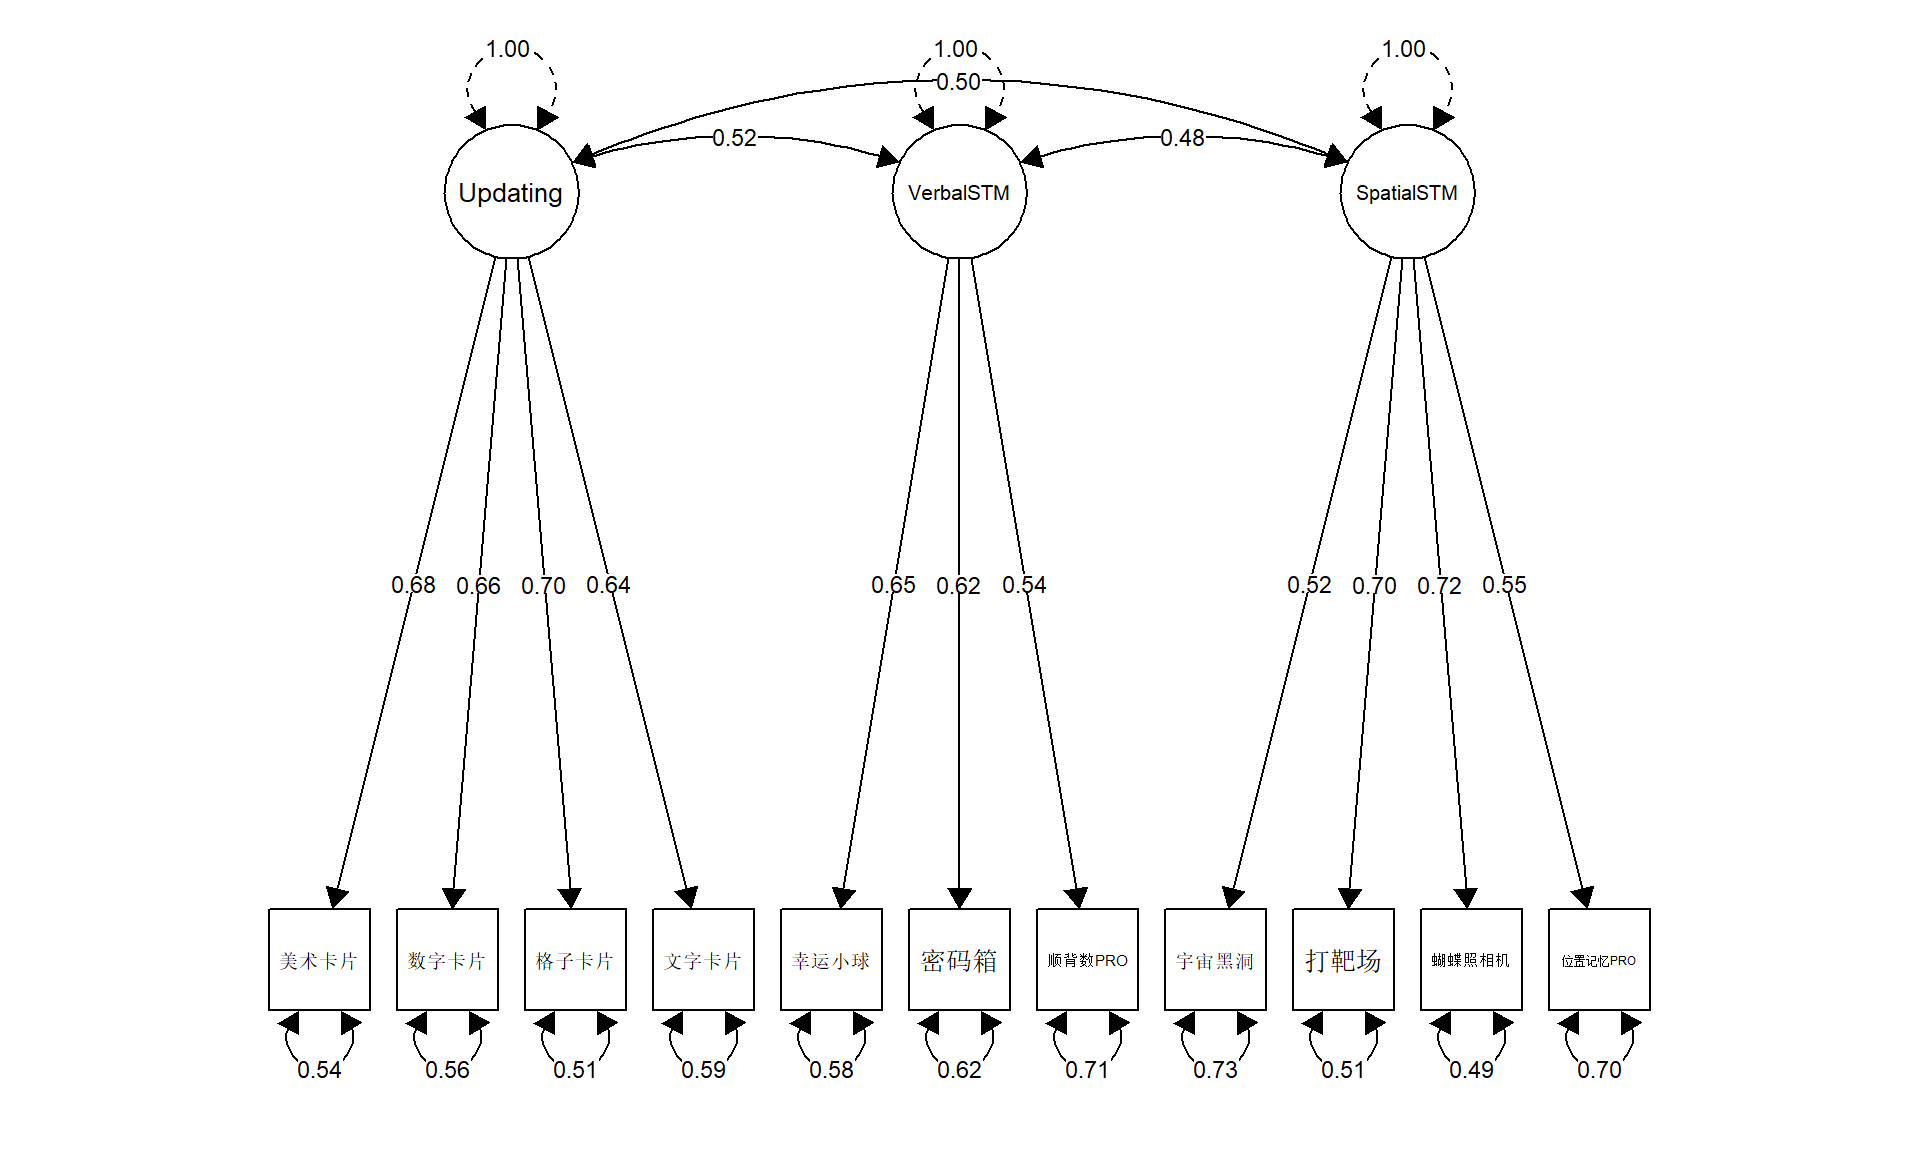 1.00
1.00
1.00
0.50
0.52
0.48
Updating
VerbalSTM
SpatialSTM
0.68
0.66
0.70
0.64
0.65
0.62
0.54
0.52
0.70
0.72
0.55
美术卡片
数字卡片
格子卡片
文字卡片
幸运小球
密码箱
顺背数PRO
宇宙黑洞
打靶场
蝴蝶照相机
位置记忆PRO
0.54
0.56
0.51
0.59
0.58
0.62
0.71
0.73
0.51
0.49
0.70